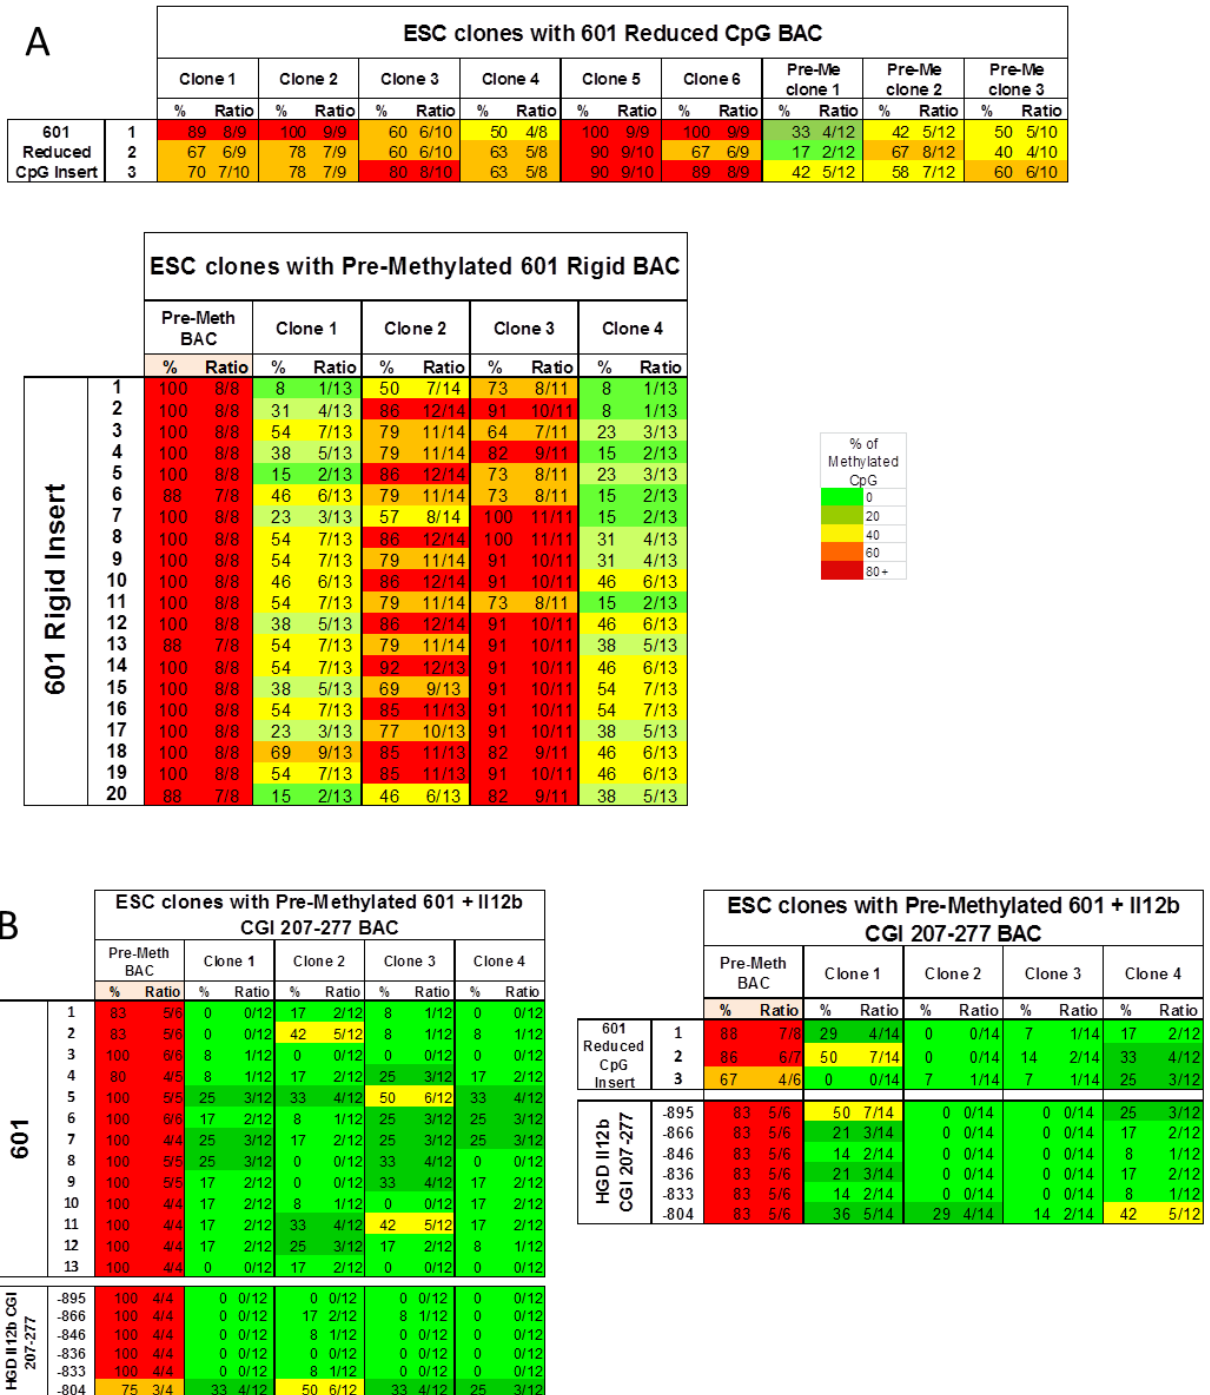 A
ESC clones with 601 Reduced CpG BAC
Clone 1 Clone 2 Clone 3 Clone 4 Clone 5 Clone 6 Pre-Me clone 1 Pre-Me clone 2 Pre-Me clone 3
% Ratio % Ratio % Ratio % Ratio % Ratio % Ratio % Ratio % Ratio % Ratio
601 Reduced CpG Insert
1 89 8/9 100 9/9 60 6/10 50 4/8 100 9/9 100 9/9 33 4/12 42 5/12 50 5/10
2 67 6/9 78 7/9 60 6/10 63 5/8 90 9/10 67 6/9 17 2/12 67 8/12 40 4/10
3 70 7/10 78 7/9 80 8/10 63 5/8 90 9/10 89 8/9 42 5/12 58 7/12 60 6/10
ESC clones with Pre-Methylated 601 Rigid BAC
Pre-Meth BAC Clone 1 Clone 2 Clone 3 Clone 4
% Ratio % Ratio % Ratio % Ratio % Ratio
601 Rigid Insert
1 100 8/8 8 1/13 50 7/14 73 8/11 8 1/13
2 100 8/8 31 4/13 86 12/14 91 10/11 8 1/13
3 100 8/8 54 7/13 79 11/14 64 7/11 23 3/13
4 100 8/8 38 5/13 79 11/14 82 9/11 15 2/13
5 100 8/8 15 2/13 86 12/14 73 8/11 23 3/13
6 88 7/8 46 6/13 79 11/14 73 8/11 15 2/13
7 100 8/8 23 3/13 57 8/14 100 11/11 15 2/13
8 100 8/8 54 7/13 86 12/14 100 11/11 31 4/13
9 100 8/8 54 7/13 79 11/14 91 10/11 31 4/13
10 100 8/8 46 6/13 86 12/14 91 10/11 46 6/13
11 100 8/8 54 7/13 79 11/14 73 8/11 15 2/13
12 100 8/8 38 5/13 86 12/14 91 10/11 46 6/13
13 88 7/8 54 7/13 79 11/14 91 10/11 38 5/13
14 100 8/8 54 7/13 92 12/13 91 10/11 46 6/13
15 100 8/8 38 5/13 69 9/13 91 10/11 54 7/13
16 100 8/8 54 7/13 85 11/13 91 10/11 54 7/13
17 100 8/8 23 3/13 77 10/13 91 10/11 38 5/13
18 100 8/8 69 9/13 85 11/13 82 9/11 46 6/13
19 100 8/8 54 7/13 85 11/13 91 10/11 46 6/13
20 88 7/8 15 2/13 46 6/13 82 9/11 38 5/13
% of
Methylated
CpG
0
20
40
60
80+
B
ESC clones with Pre-Methylated 601 + Il12b
CGI 207-277 BAC
Pre-Meth BAC Clone 1 Clone 2 Clone 3 Clone 4
% Ratio % Ratio % Ratio % Ratio % Ratio
601
1 83 5/6 0 0/12 17 2/12 8 1/12 0 0/12
2 83 5/6 0 0/12 42 5/12 8 1/12 8 1/12
3 100 6/6 8 1/12 0 0/12 0 0/12 0 0/12
4 80 4/5 8 1/12 17 2/12 25 3/12 17 2/12
5 100 5/5 25 3/12 33 4/12 50 6/12 33 4/12
6 100 6/6 17 2/12 8 1/12 25 3/12 25 3/12
7 100 4/4 25 3/12 17 2/12 25 3/12 25 3/12
8 100 5/5 25 3/12 0 0/12 33 4/12 0 0/12
9 100 5/5 17 2/12 0 0/12 33 4/12 17 2/12
10 100 4/4 17 2/12 8 1/12 0 0/12 17 2/12
11 100 4/4 17 2/12 33 4/12 42 5/12 17 2/12
12 100 4/4 17 2/12 25 3/12 17 2/12 8 1/12
13 100 4/4 0 0/12 17 2/12 0 0/12 0 0/12
HGD Il12b CGI
207-277
-895 100 4/4 0 0/12 0 0/12 0 0/12 0 0/12
-866 100 4/4 0 0/12 17 2/12 8 1/12 0 0/12
-846 100 4/4 0 0/12 8 1/12 0 0/12 0 0/12
-836 100 4/4 0 0/12 0 0/12 0 0/12 0 0/12
-833 100 4/4 0 0/12 8 1/12 0 0/12 0 0/12
-804 75 3/4 33 4/12 50 6/12 33 4/12 25 3/12
ESC clones with Pre-Methylated 601 + Il12b
CGI 207-277 BAC
Pre-Meth BAC Clone 1 Clone 2 Clone 3 Clone 4
% Ratio % Ratio % Ratio % Ratio % Ratio
601 Reduced CpG Insert
1 88 7/8 29 4/14 0 0/14 7 1/14 17 2/12
2 86 6/7 50 7/14 0 0/14 14 2/14 33 4/12
3 67 4/6 0 0/14 7 1/14 7 1/14 25 3/12
HGD Il12b
CGI 207-277
-895 83 5/6 50 7/14 0 0/14 0 0/14 25 3/12
-866 83 5/6 21 3/14 0 0/14 0 0/14 17 2/12
-846 83 5/6 14 2/14 0 0/14 0 0/14 8 1/12
-836 83 5/6 21 3/14 0 0/14 0 0/14 17 2/12
-833 83 5/6 14 2/14 0 0/14 0 0/14 8 1/12
-804 83 5/6 36 5/14 29 4/14 14 2/14 42 5/12